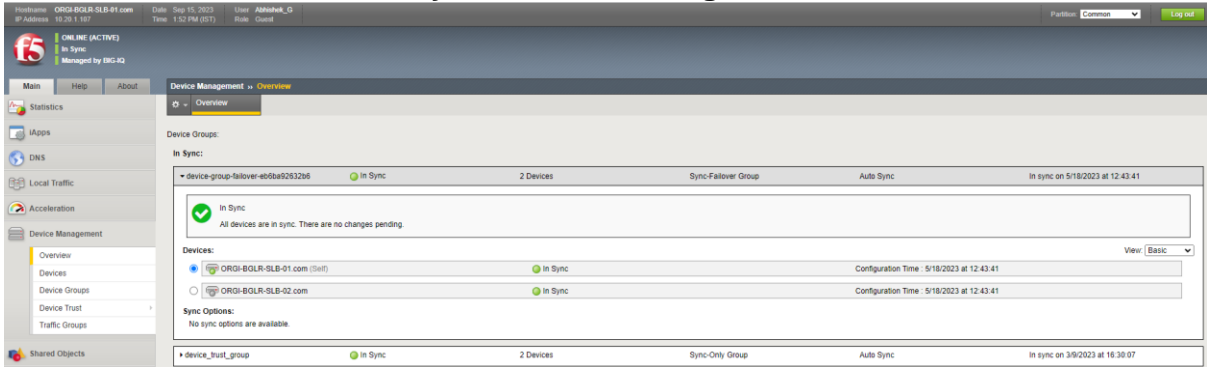 Hostname ORGI-BGLR-SLB-01.com Date Sep 15, 2023 User Abhishek_G
IP Address 10.20.1.107 Time 1:52 PM (IST) Role Guest
Partition: Common Log out
f5
ONLINE (ACTIVE)
In Sync
Managed by BIG-IQ
Main Help About
Device Management » Overview
Overview
Statistics
iApps
DNS
Local Traffic
Acceleration
Device Management
Overview
Devices
Device Groups
Device Trust
Traffic Groups
Shared Objects
Device Groups:
In Sync:
device-group-failover-eb6ba92632b6 In Sync 2 Devices Sync-Failover Group Auto Sync In sync on 5/18/2023 at 12:43:41
In Sync
All devices are in sync. There are no changes pending.
Devices: View: Basic
ORGI-BGLR-SLB-01.com (Self) In Sync Configuration Time : 5/18/2023 at 12:43:41
ORGI-BGLR-SLB-02.com In Sync Configuration Time : 5/18/2023 at 12:43:41
Sync Options:
No sync options are available.
device_trust_group In Sync 2 Devices Sync-Only Group Auto Sync In sync on 3/9/2023 at 16:30:07